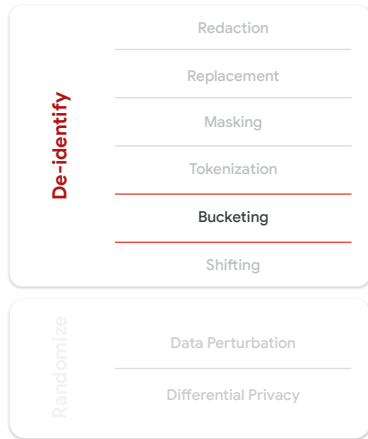 De-identify
Redaction
Replacement
Masking
Tokenization
Bucketing
Shifting
Randomize
Data Perturbation
Differential Privacy